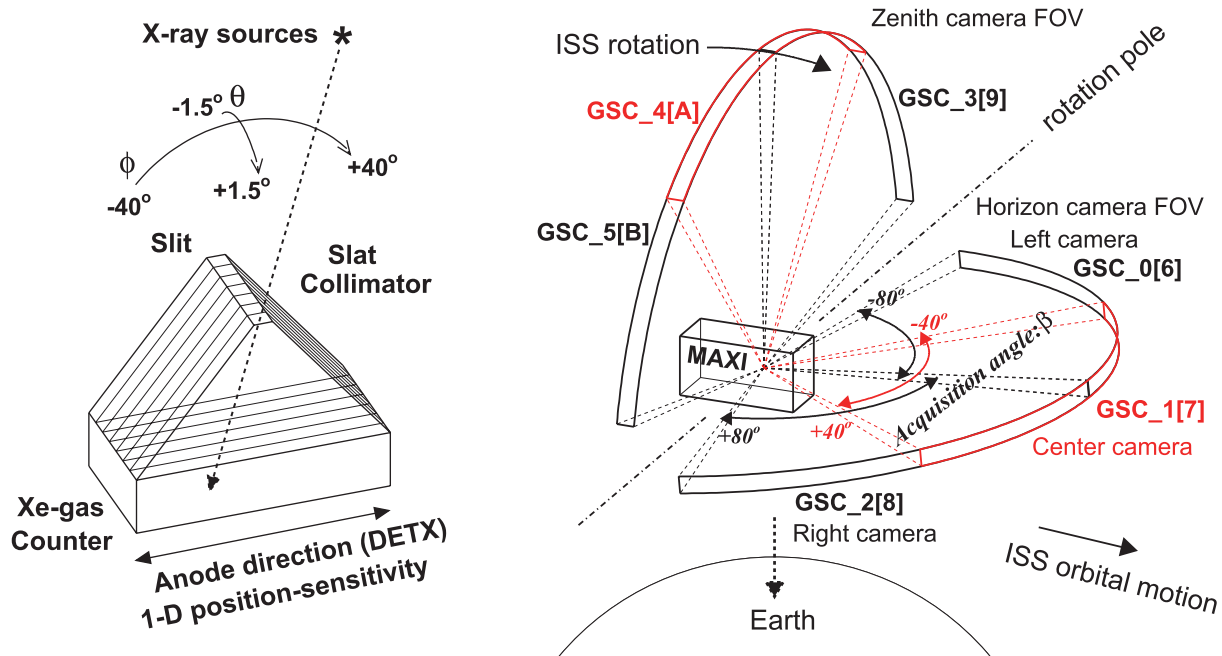 X-ray sources *
-1.5° θ
ϕ
-40°
+1.5°
+40°
Slit
Slat
Collimator
Xe-gas
Counter
Anode direction (DETX)
1-D position-sensitivity
Zenith camera FOV
ISS rotation
GSC_4[A]
GSC_3[9]
rotation pole
GSC_5[B]
Horizon camera FOV
Left camera
GSC_0[6]
-80°
-40°
MAXI
Acquisition angle:β
+80°
+40°
GSC_1[7]
Center camera
GSC_2[8]
Right camera
ISS orbital motion
Earth